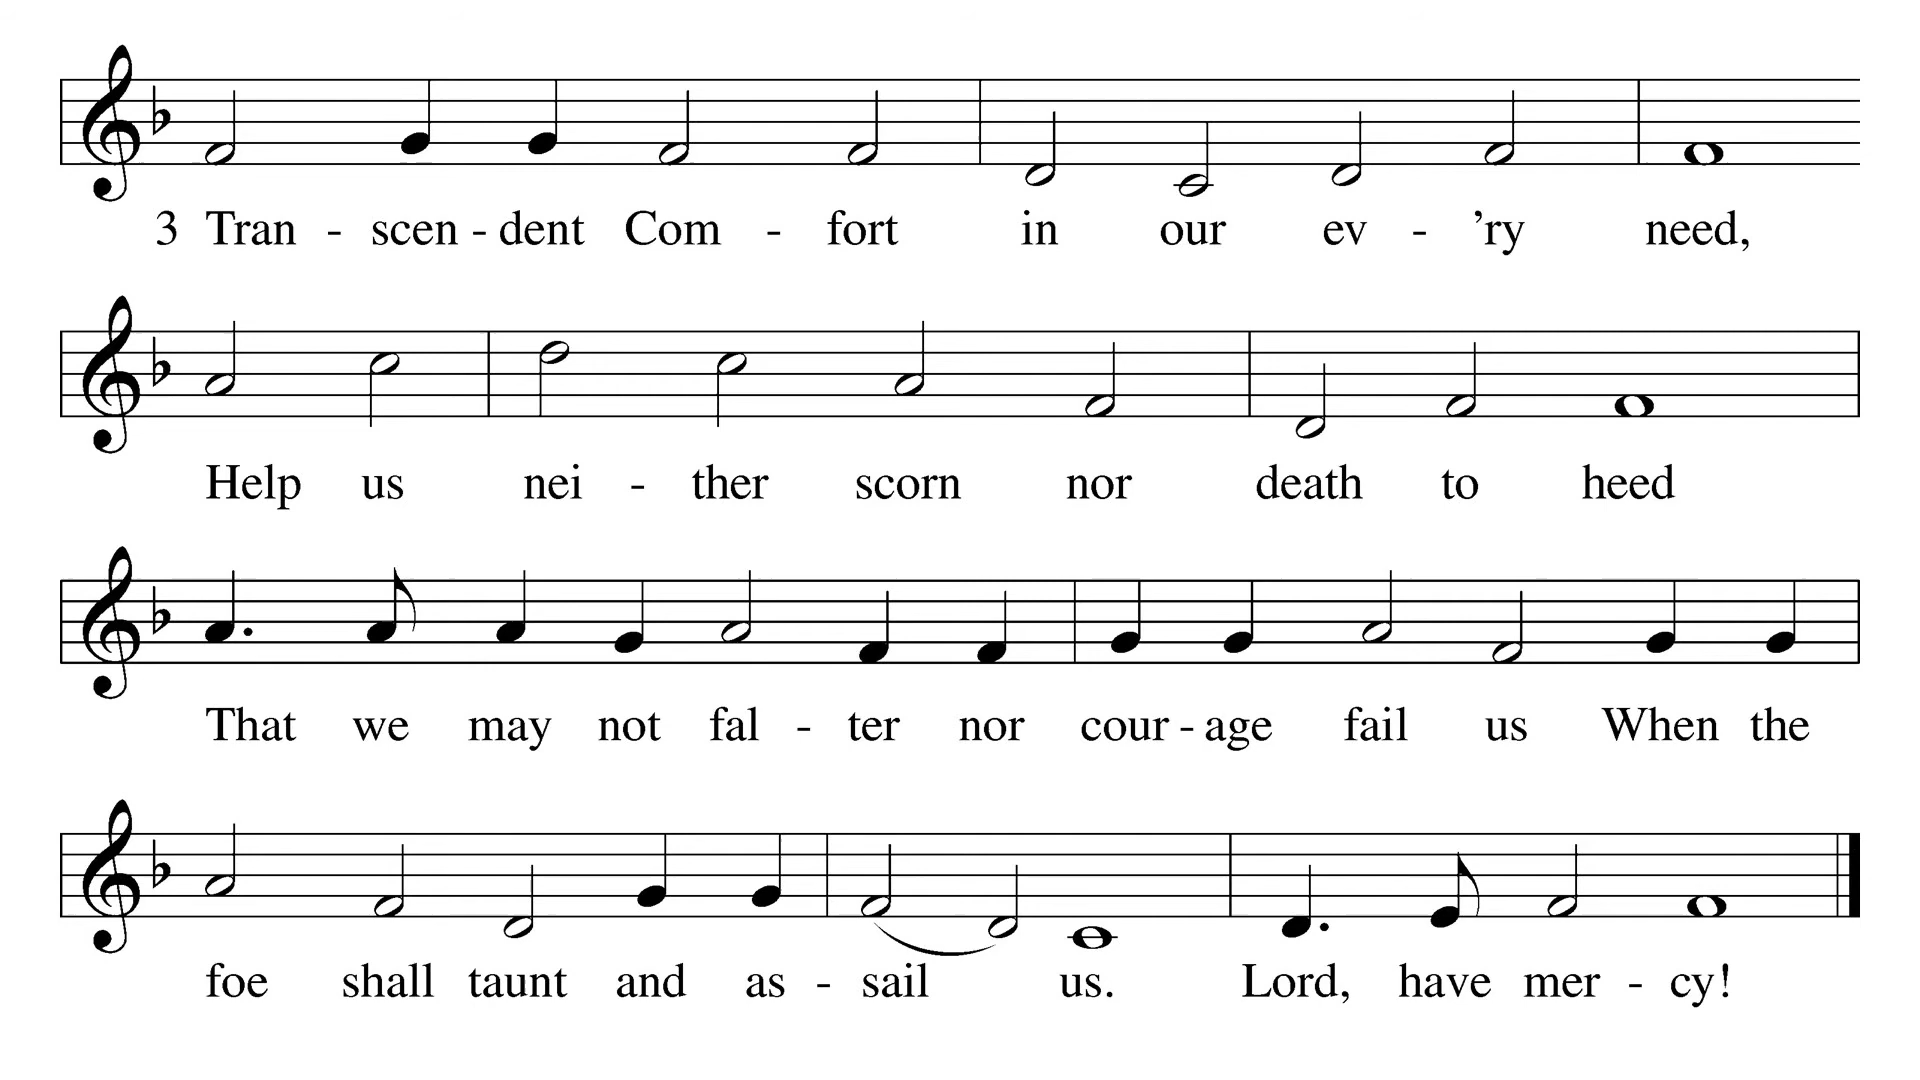 3 Tran - scen - dent Com - fort in our ev - ’ry need,
Help us nei - ther scorn nor death to heed
That we may not fal - ter nor cour - age fail us When the
foe shall taunt and as - sail us. Lord, have mer - cy!